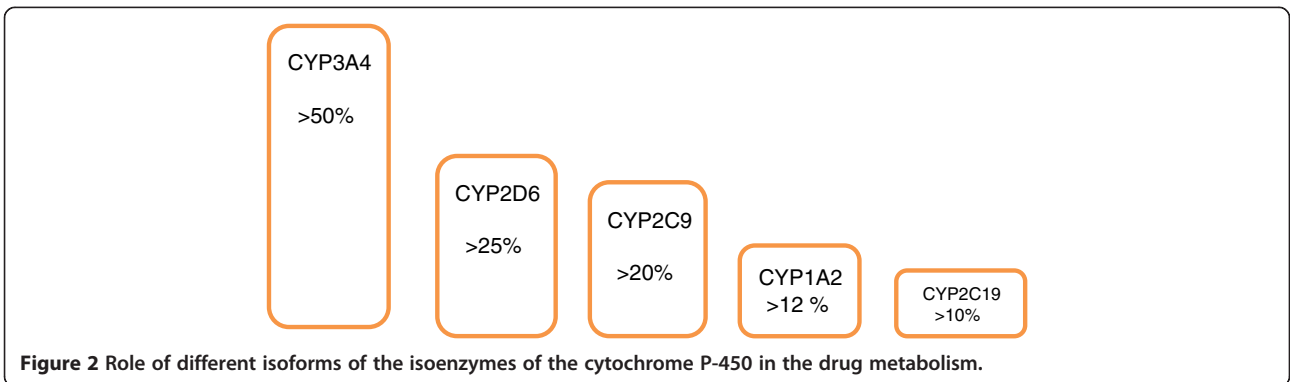 CYP3A4
>50%
CYP2D6
>25%
CYP2C9
>20%
CYP1A2
>12 %
CYP2C19
>10%
Figure 2 Role of different isoforms of the isoenzymes of the cytochrome P-450 in the drug metabolism.